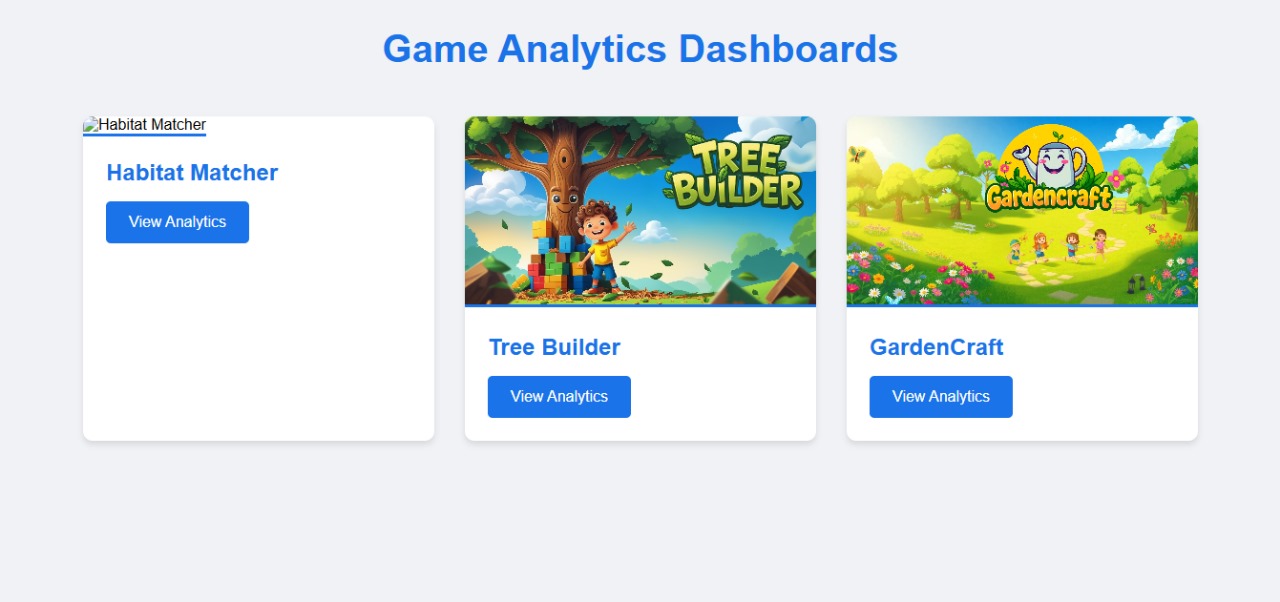 Game Analytics Dashboards
Habitat Matcher
Habitat Matcher
View Analytics
TREE
BUILDER
Tree Builder
View Analytics
Gardencraft
GardenCraft
View Analytics